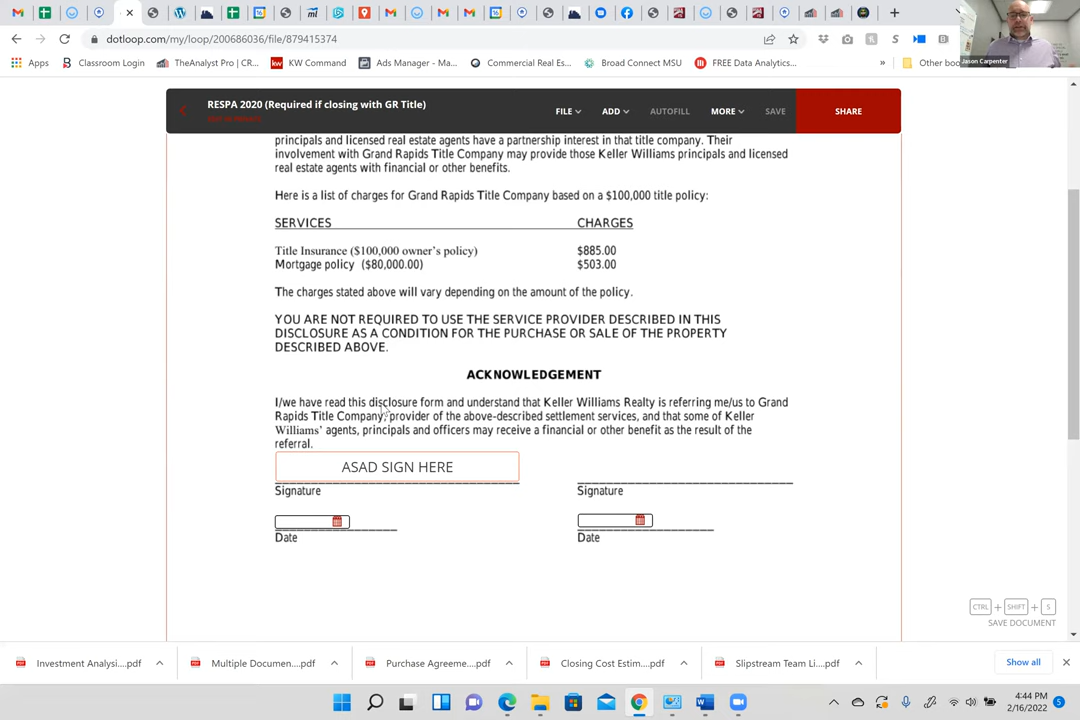 dotloop.com/my/loop/200686036/file/879415374
Jason Carpenter
Apps
Classroom Login
TheAnalyst Pro | CR...
KW Command
Ads Manager - Ma...
Commercial Real Es...
Broad Connect MSU
FREE Data Analytics...
»
Other boo
RESPA 2020 (Required if closing with GR Title)
FILE
ADD
AUTOFILL
MORE
SAVE
SHARE
principals and licensed real estate agents have a partnership interest in that title company. Their
involvement with Grand Rapids Title Company may provide those Keller Williams principals and licensed
real estate agents with financial or other benefits.
Here is a list of charges for Grand Rapids Title Company based on a $100,000 title policy:
SERVICES CHARGES
Title Insurance ($100,000 owner's policy) $885.00
Mortgage policy ($80,000.00) $503.00
The charges stated above will vary depending on the amount of the policy.
YOU ARE NOT REQUIRED TO USE THE SERVICE PROVIDER DESCRIBED IN THIS
DISCLOSURE AS A CONDITION FOR THE PURCHASE OR SALE OF THE PROPERTY
DESCRIBED ABOVE.
ACKNOWLEDGEMENT
I/we have read this disclosure form and understand that Keller Williams Realty is referring me/us to Grand
Rapids Title Company, provider of the above-described settlement services, and that some of Keller
Williams' agents, principals and officers may receive a financial or other benefit as the result of the
referral.
ASAD SIGN HERE
Signature Signature
Date Date
CTRL + SHIFT + S
SAVE DOCUMENT
Investment Analysi....pdf
Multiple Documen....pdf
Purchase Agreeme....pdf
Closing Cost Estim....pdf
Slipstream Team Li....pdf
Show all
4:44 PM
2/16/2022
5